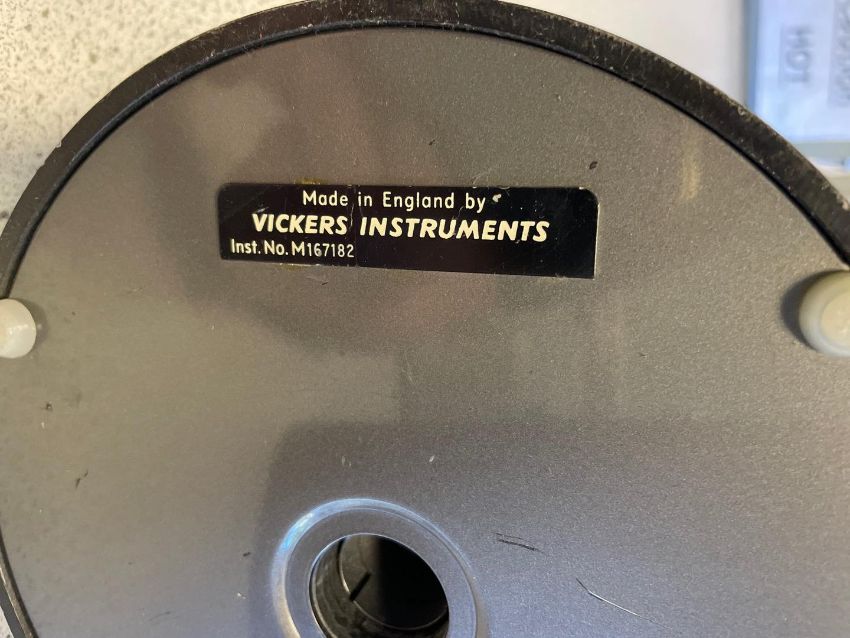 Made in England by
VICKERS INSTRUMENTS
Inst. No. M167182
HOT